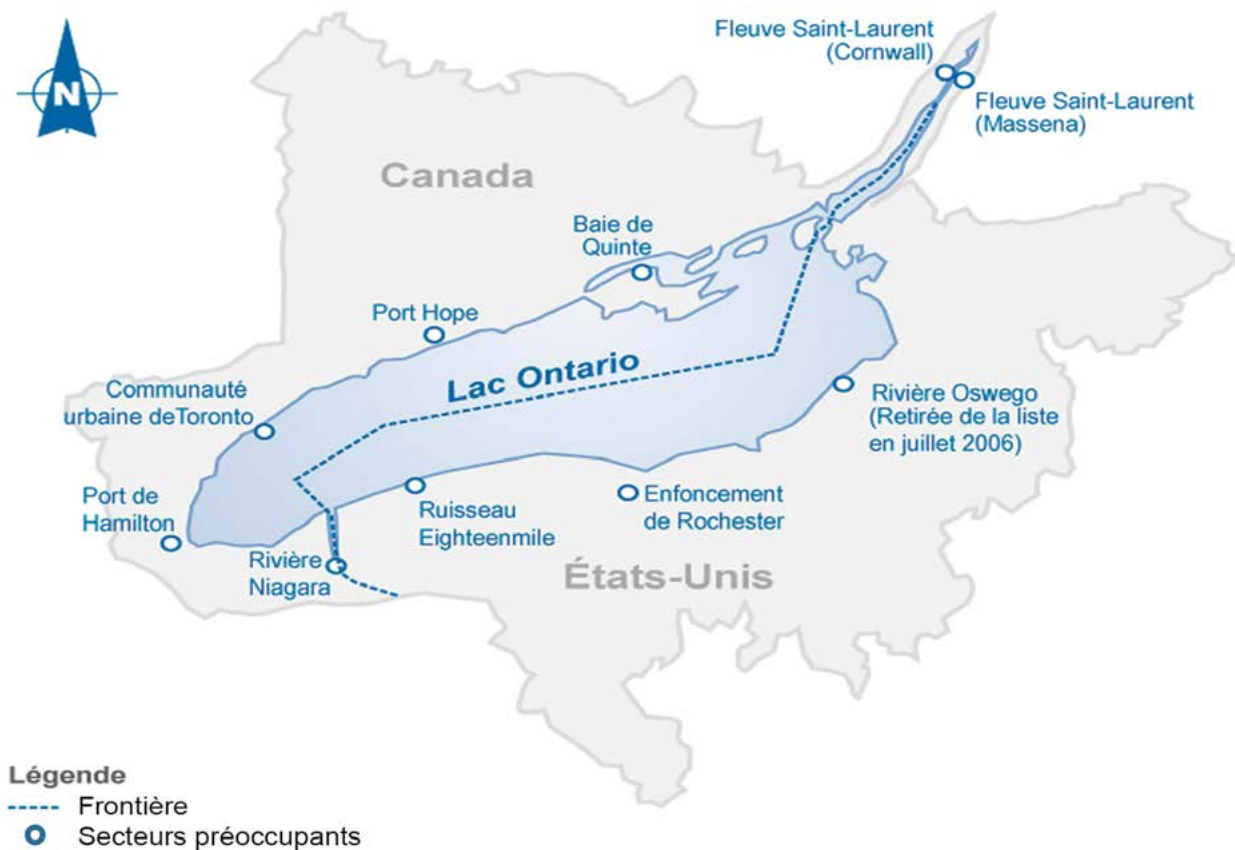 N
Fleuve Saint-Laurent
(Cornwall)
Fleuve Saint-Laurent
(Massena)
Canada
Baie de
Quinte
Port Hope
Lac Ontario
Communauté
urbaine deToronto
Rivière Oswego
(Retirée de la liste
en juillet 2006)
Port de
Hamilton
Ruisseau
Eighteenmile
Enfoncement
de Rochester
Rivière
Niagara
États-Unis
Légende
Frontière
Secteurs préoccupants